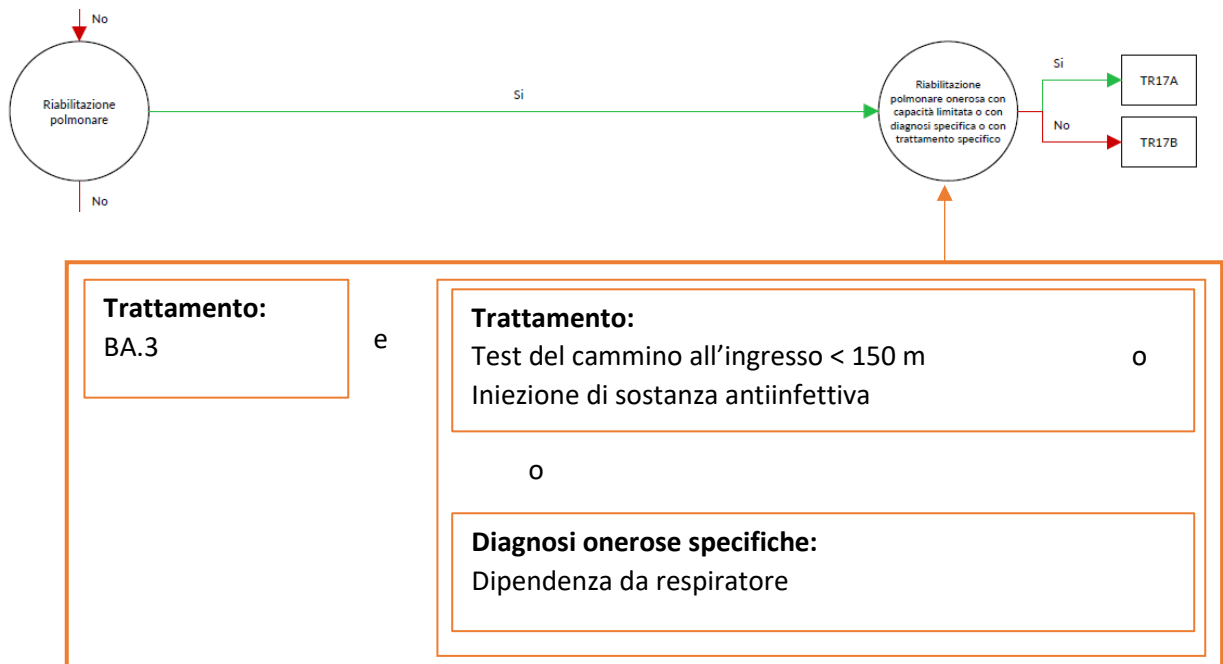 No
Riabilitazione
polmonare
No
Si
Riabilitazione
polmonare onerosa con
capacità limitata o con
diagnosi specifica o con
trattamento specifico
Si
TR17A
No
TR17B
Trattamento:
BA.3
e
Trattamento:
Test del cammino all’ingresso < 150 m o
Iniezione di sostanza antiinfettiva
o
Diagnosi onerose specifiche:
Dipendenza da respiratore